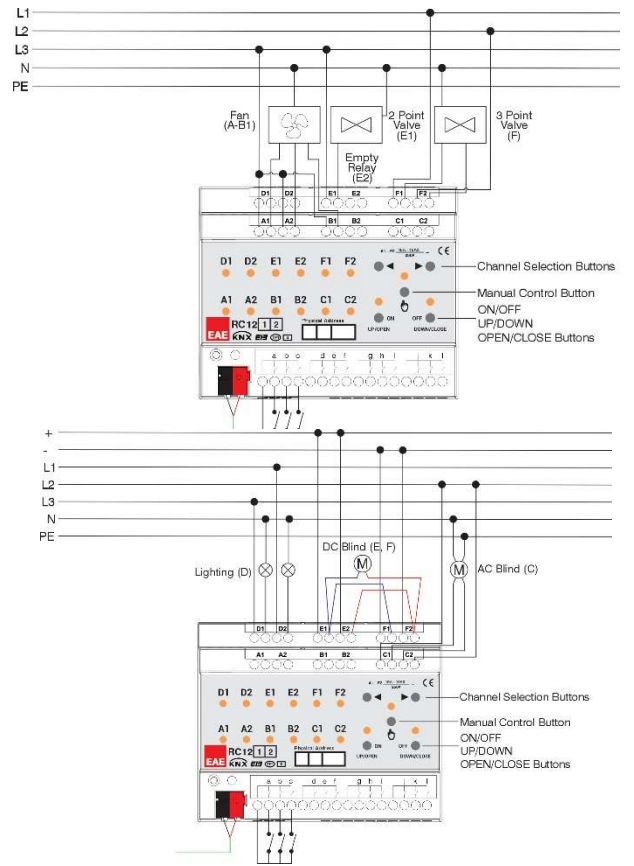 L1
L2
L3
N
PE
Fan
(A-B1)
2 Point
Valve
(E1)
3 Point
Valve
(F)
Empty
Relay
(E2)
D1 D2 E1 E2 F1 F2
A1 A2 B1 B2 C1 C2
D1 D2 E1 E2 F1 F2
Channel Selection Buttons
Manual Control Button
A1 A2 B1 B2 C1 C2
ON OFF
UP/OPEN DOWN/CLOSE
ON/OFF
UP/DOWN
OPEN/CLOSE Buttons
EAE
RC12 1 2
Physical Address
KNX
a b c d e f g h i j k l
+
-
L1
L2
L3
N
PE
DC Blind (E, F)
M
Lighting (D)
M
AC Blind (C)
D1 D2 E1 E2 F1 F2
A1 A2 B1 B2 C1 C2
D1 D2 E1 E2 F1 F2
Channel Selection Buttons
Manual Control Button
A1 A2 B1 B2 C1 C2
ON OFF
UP/OPEN DOWN/CLOSE
ON/OFF
UP/DOWN
OPEN/CLOSE Buttons
EAE
RC12 1 2
Physical Address
KNX
a b c d e f g h i j k l